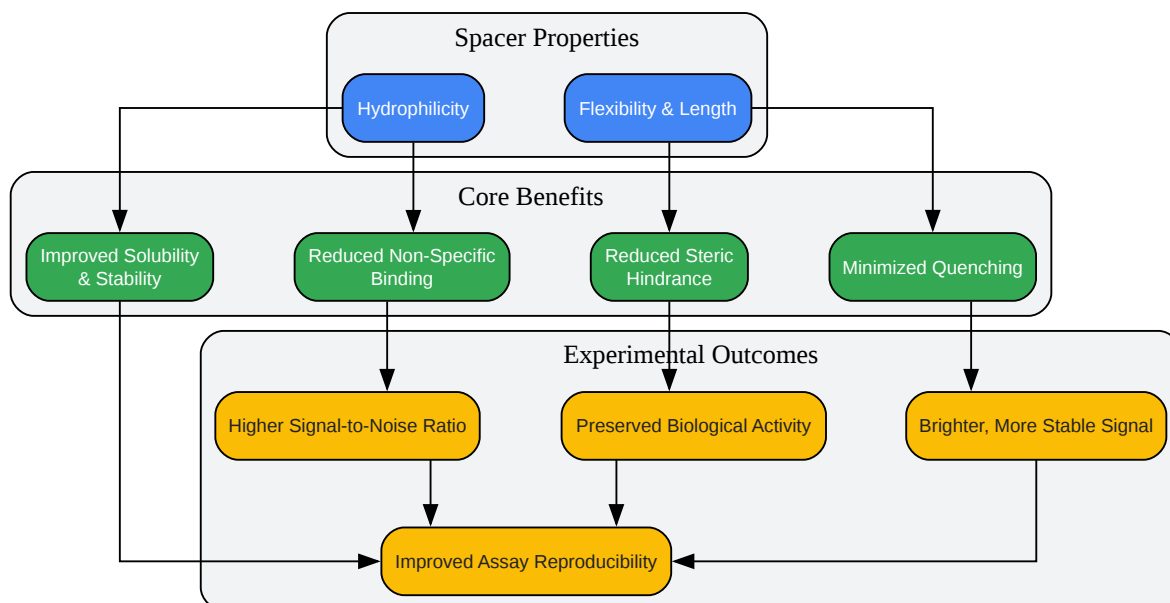 Spacer Properties
Hydrophilicity
Flexibility & Length
Core Benefits
Improved Solubility
& Stability
Reduced Non-Specific
Binding
Reduced Steric
Hindrance
Minimized Quenching
Experimental Outcomes
Higher Signal-to-Noise Ratio
Preserved Biological Activity
Brighter, More Stable Signal
Improved Assay Reproducibility